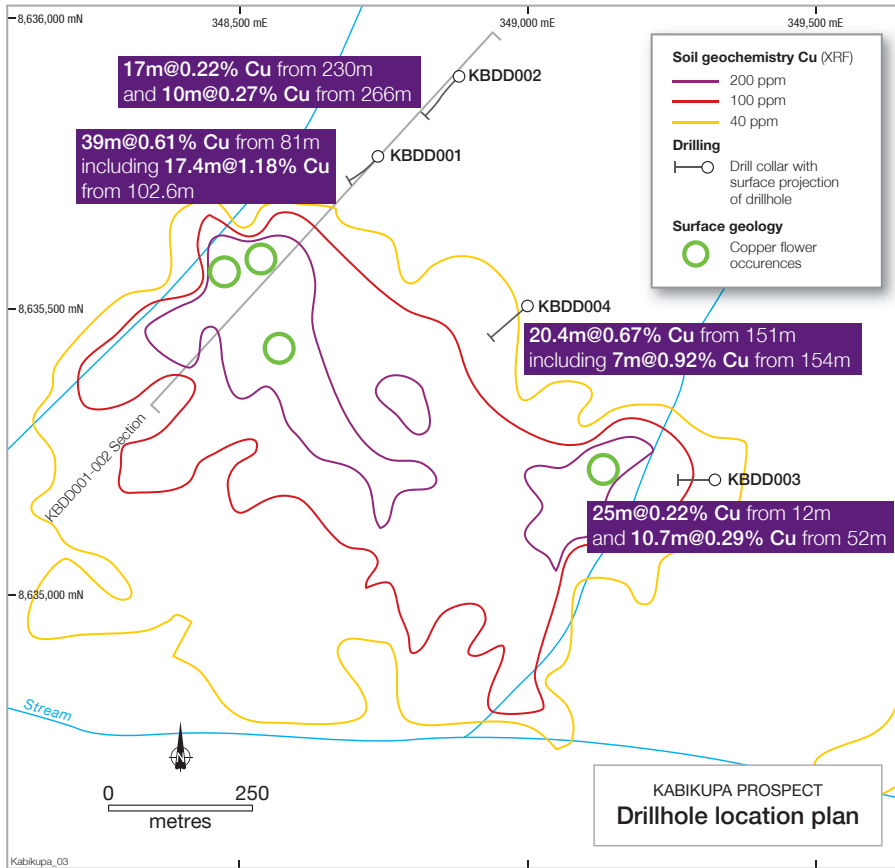 8,636,000 mN
348,500 mE
349,000 mE
349,500 mE
17m@0.22% Cu from 230m
and 10m@0.27% Cu from 266m
KBDD002
39m@0.61% Cu from 81m
including 17.4m@1.18% Cu
from 102.6m
KBDD001
Soil geochemistry Cu (XRF)
200 ppm
100 ppm
40 ppm
Drilling
Drill collar with
surface projection
of drillhole
Surface geology
Copper flower
occurences
8,635,500 mN
KBDD004
20.4m@0.67% Cu from 151m
including 7m@0.92% Cu from 154m
KBDD001-002 Section
KBDD003
25m@0.22% Cu from 12m
and 10.7m@0.29% Cu from 52m
8,635,000 mN
Stream
0 250
metres
KABIKUPA PROSPECT
Drillhole location plan
Kabikupa_03